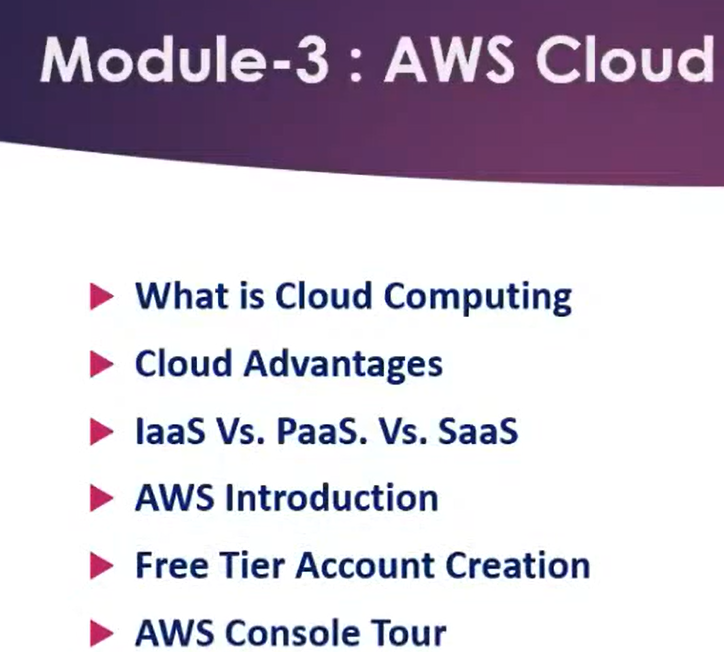 Module-3 : AWS Cloud
What is Cloud Computing
Cloud Advantages
IaaS Vs. PaaS. Vs. SaaS
AWS Introduction
Free Tier Account Creation
AWS Console Tour